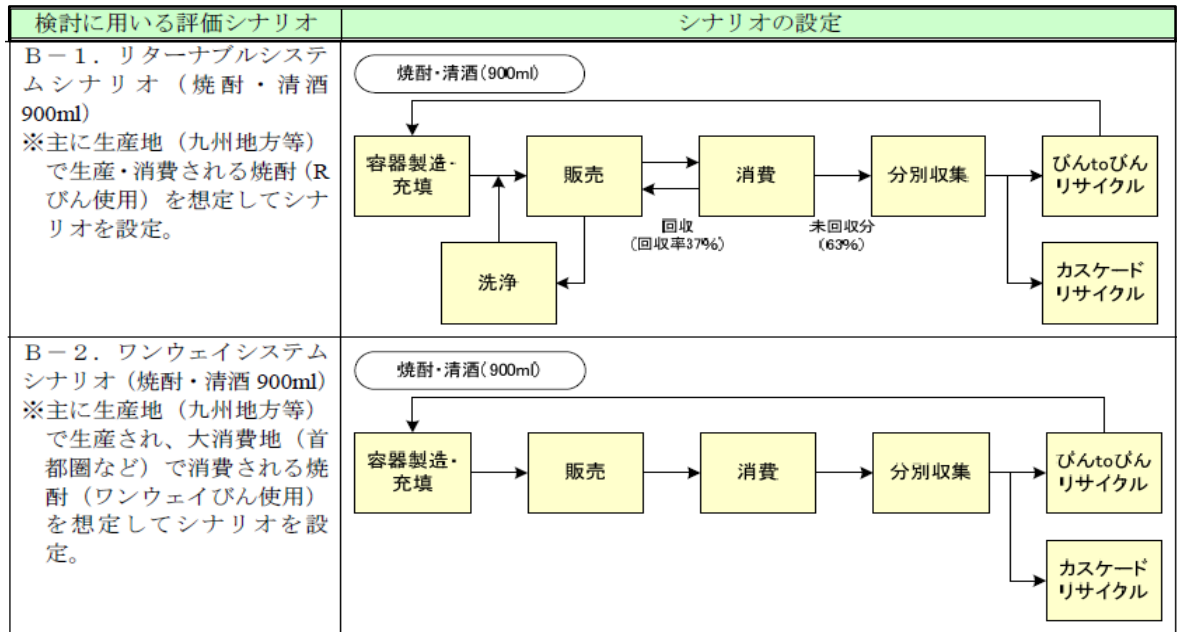 検討に用いる評価シナリオ
シナリオの設定
B－1．リターナブルシステ
ムシナリオ（焼酎・清酒
900ml）
※主に生産地（九州地方等）
で生産・消費される焼酎（R
びん使用）を想定してシナ
リオを設定。
焼酎・清酒(900ml)
容器製造・
充填
販売
消費
分別収集
びんtoびん
リサイクル
回収
(回収率37%)
未回収分
(63%)
洗浄
カスケード
リサイクル
B－2．ワンウェイシステム
シナリオ（焼酎・清酒 900ml）
※主に生産地（九州地方等）
で生産され、大消費地（首
都圏など）で消費される焼
酎（ワンウェイびん使用）
を想定してシナリオを設
定。
焼酎・清酒(900ml)
容器製造・
充填
販売
消費
分別収集
びんtoびん
リサイクル
カスケード
リサイクル